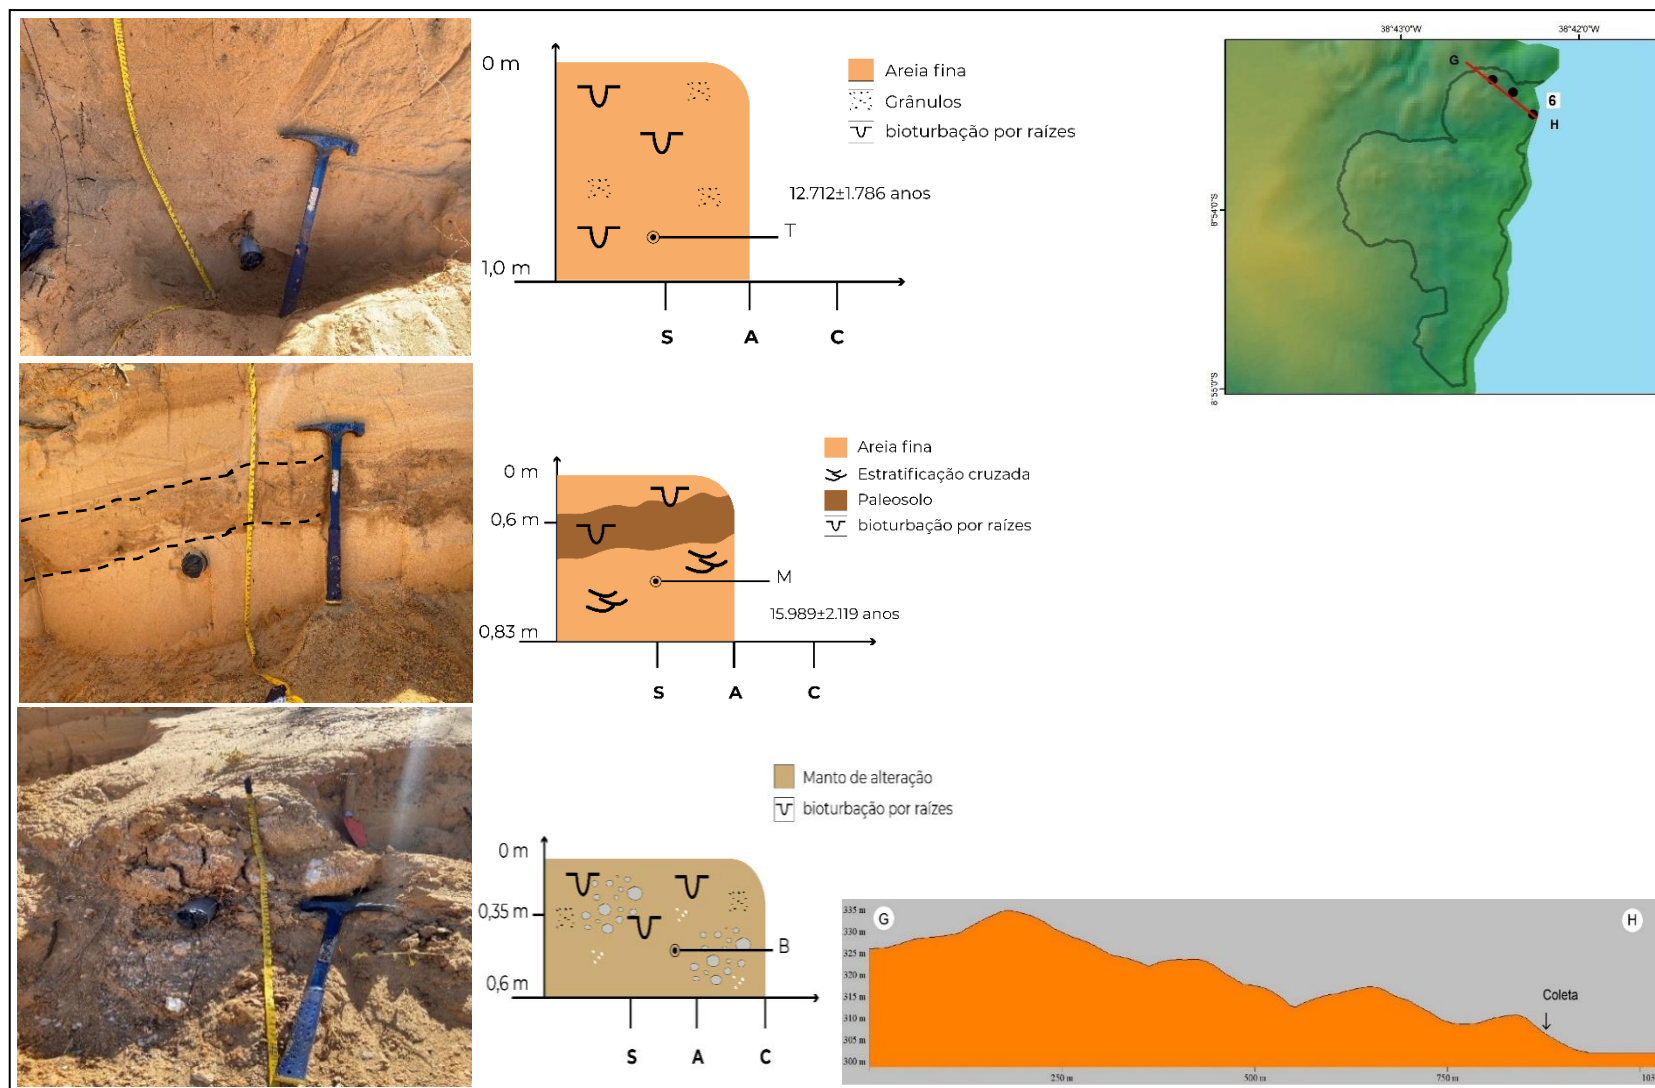 0 m
Areia fina
Grânulos
bioturbação por raízes
12.712±1.786 anos
T
1,0 m
S A C
38°43'0"W 38°42'0"W
G
6
H
8°54'0"S
8°55'0"S
0 m
Areia fina
Estratificação cruzada
Paleosolo
bioturbação por raízes
0,6 m
M
15.989±2.119 anos
0,83 m
S A C
Manto de alteração
bioturbação por raízes
0 m
0,35m
B
0,6 m
S A C
335 m
330 m
325 m
320 m
315 m
310 m
305 m
300 m
G
H
Coleta
250 m 500 m 750 m